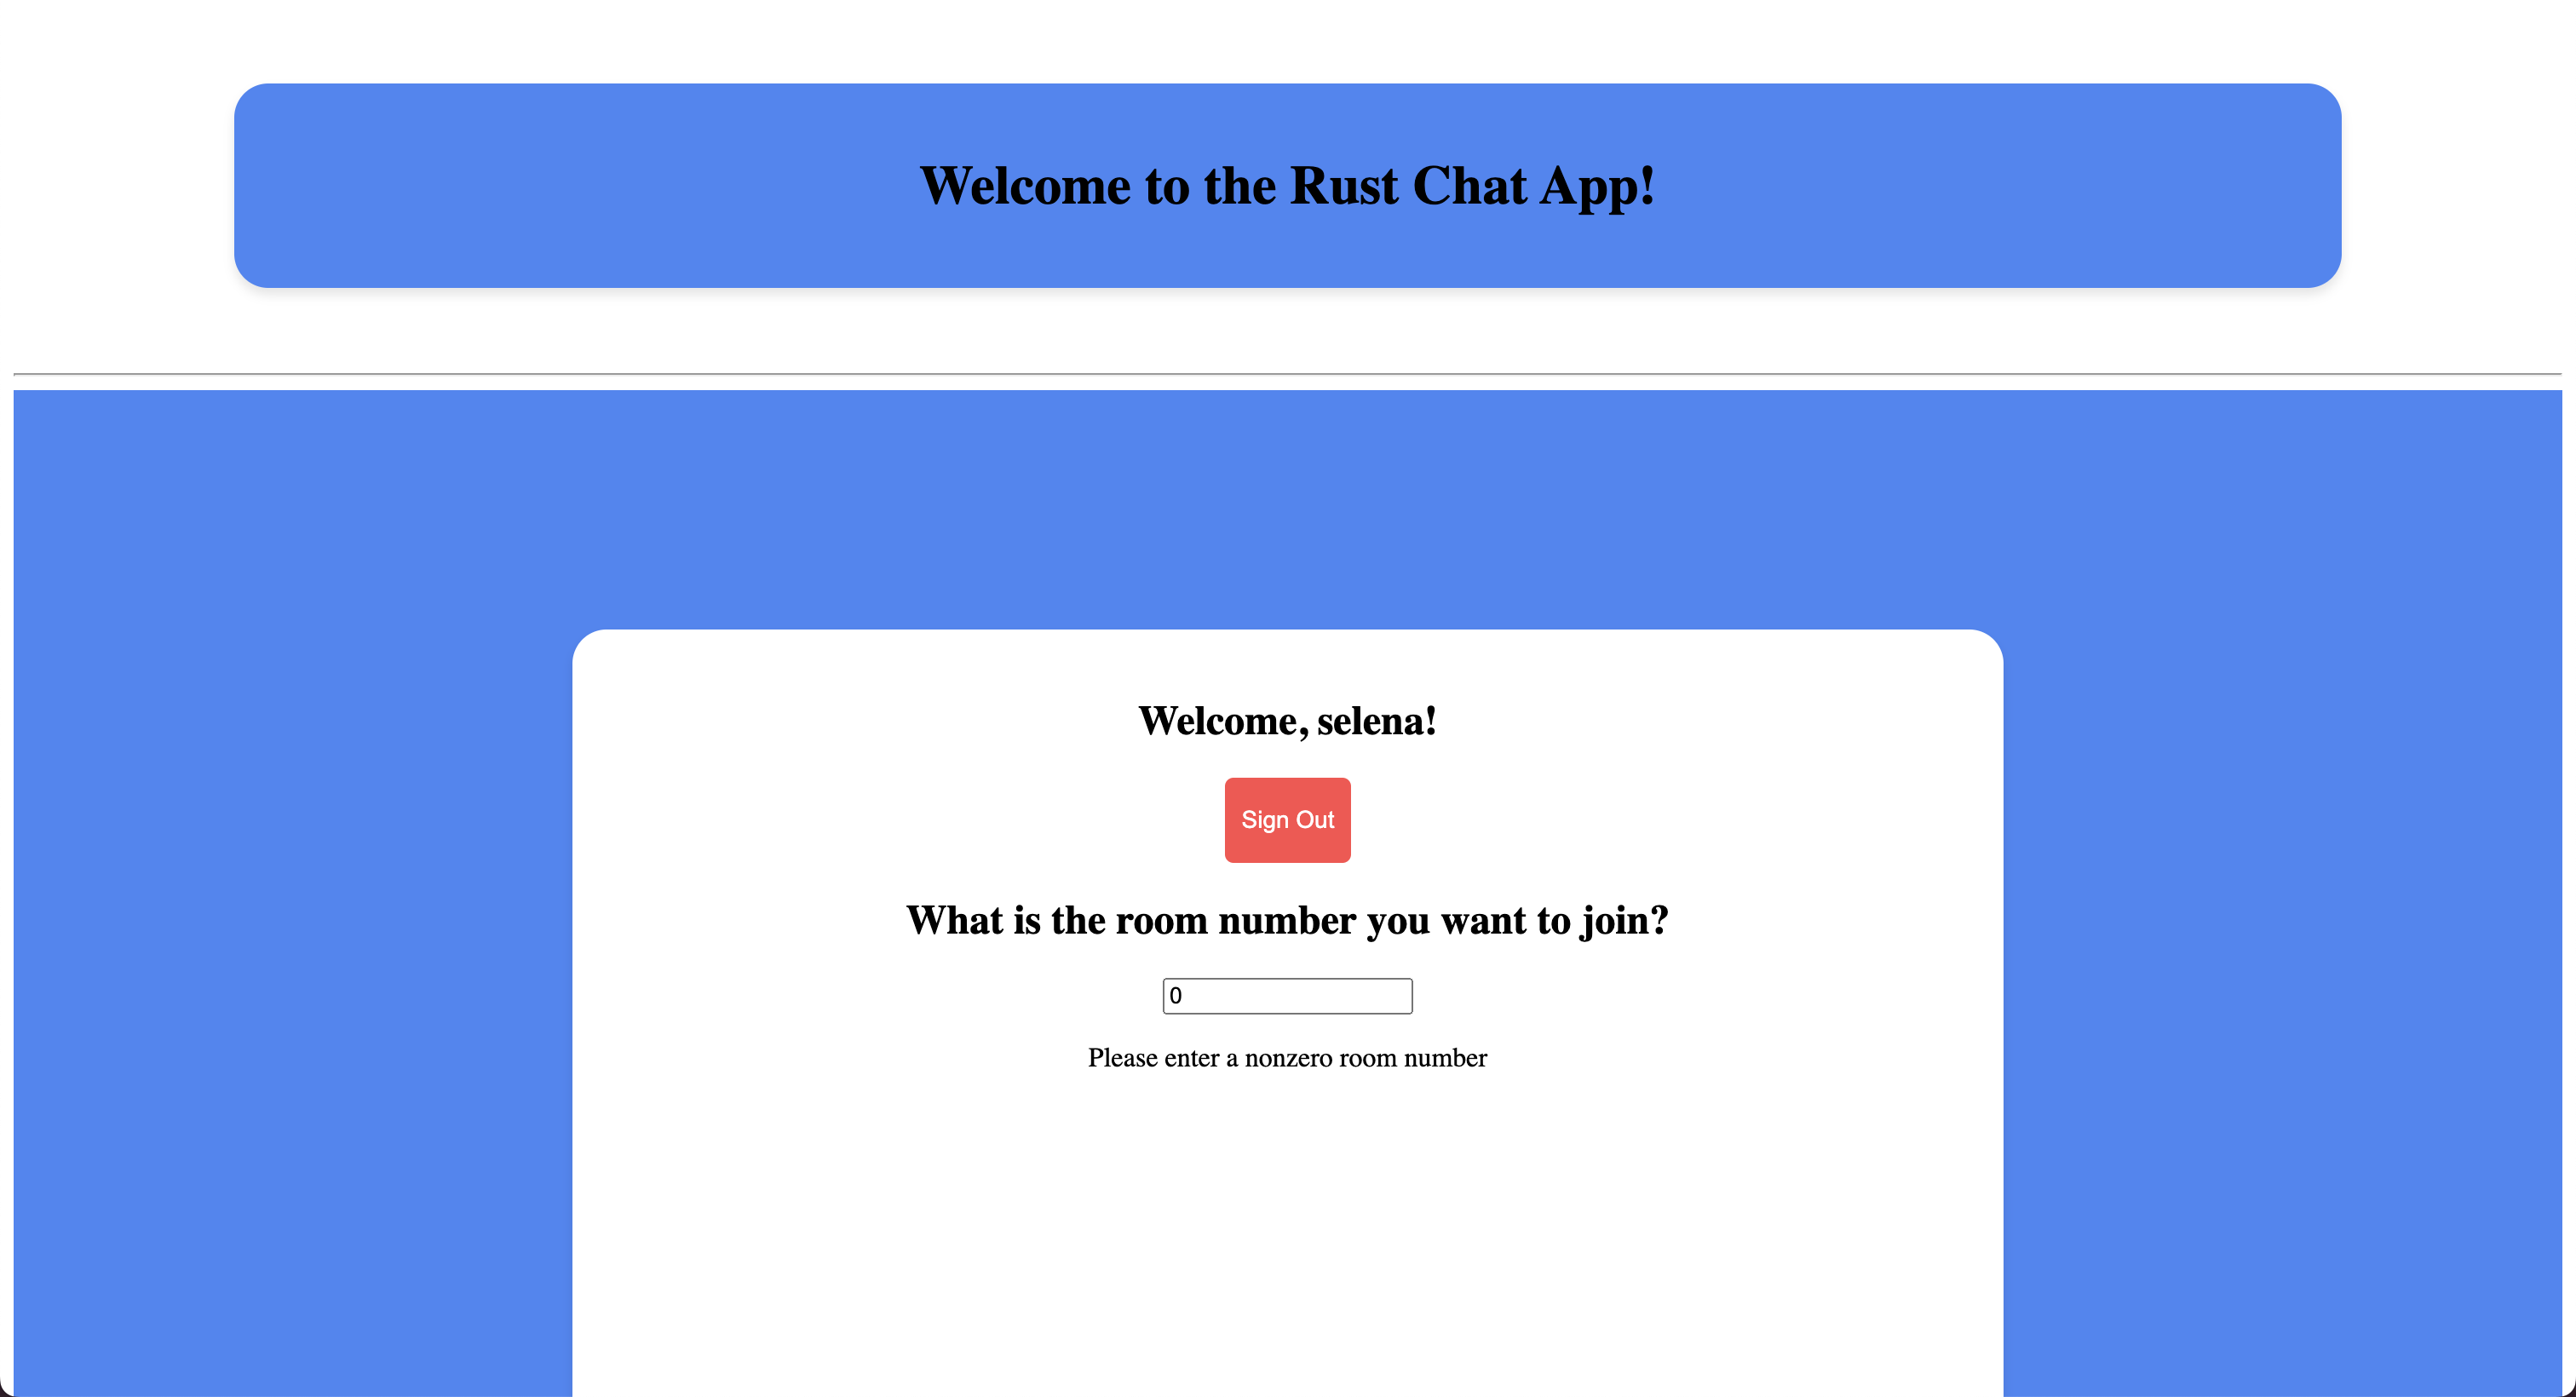 Welcome to the Rust Chat App!
Welcome, selena!
Sign Out
What is the room number you want to join?
0
Please enter a nonzero room number